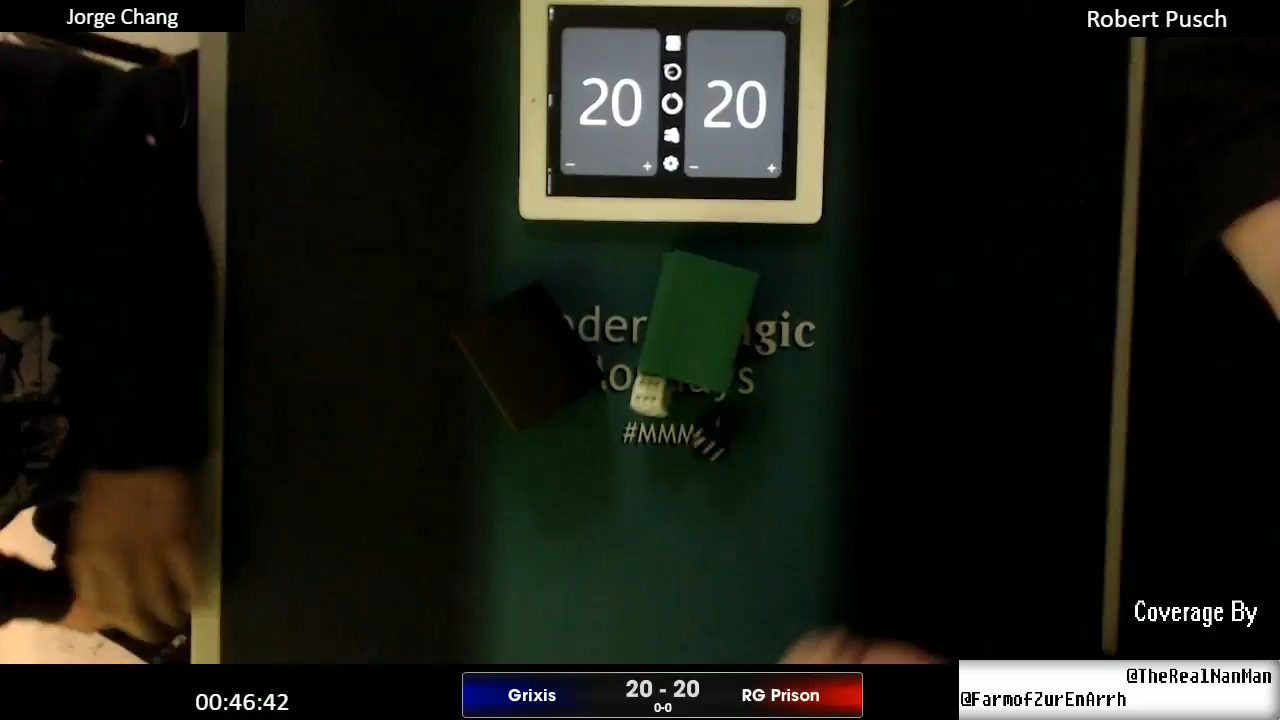 Jorge Chang
Robert Pusch
20 20
#MMM
Coverage By
@TheRealNanMan
@FarmofZurEnArrh
00:46:42
Grixis
20 - 20
0-0
RG Prison